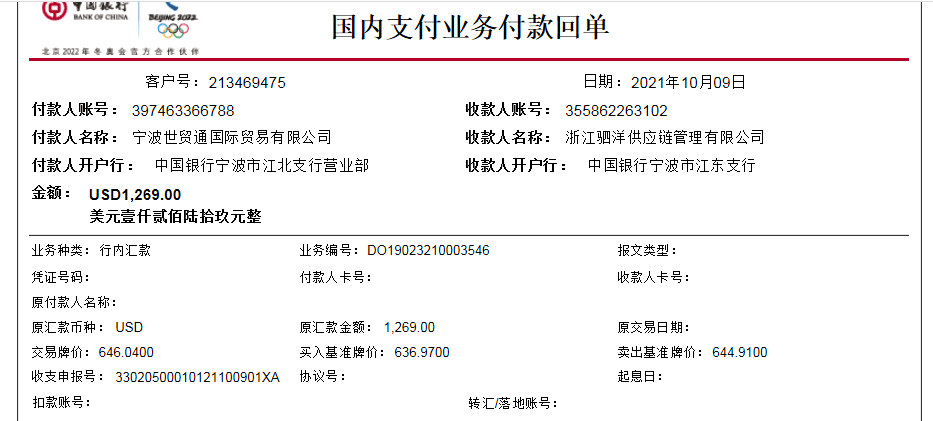 中国银行
BANK OF CHINA
BEIJING 2022
北京2022年冬奥会官方合作伙伴
国内支付业务付款回单
客户号：213469475 日期：2021年10月09日
付款人账号：397463366788 收款人账号：355862263102
付款人名称：宁波世贸通国际贸易有限公司 收款人名称：浙江驷洋供应链管理有限公司
付款人开户行：中国银行宁波市江北支行营业部 收款人开户行：中国银行宁波市江东支行
金额：USD1,269.00
美元壹仟贰佰陆拾玖元整
业务种类：行内汇款 业务编号：DO19023210003546 报文类型：
凭证号码： 付款人卡号： 收款人卡号：
原付款人名称：
原汇款币种：USD 原汇款金额：1,269.00 原交易日期：
交易牌价：646.0400 买入基准牌价：636.9700 卖出基准牌价：644.9100
收支申报号：33020500010121100901XA 协议号： 起息日：
扣款账号： 转汇/落地账号：